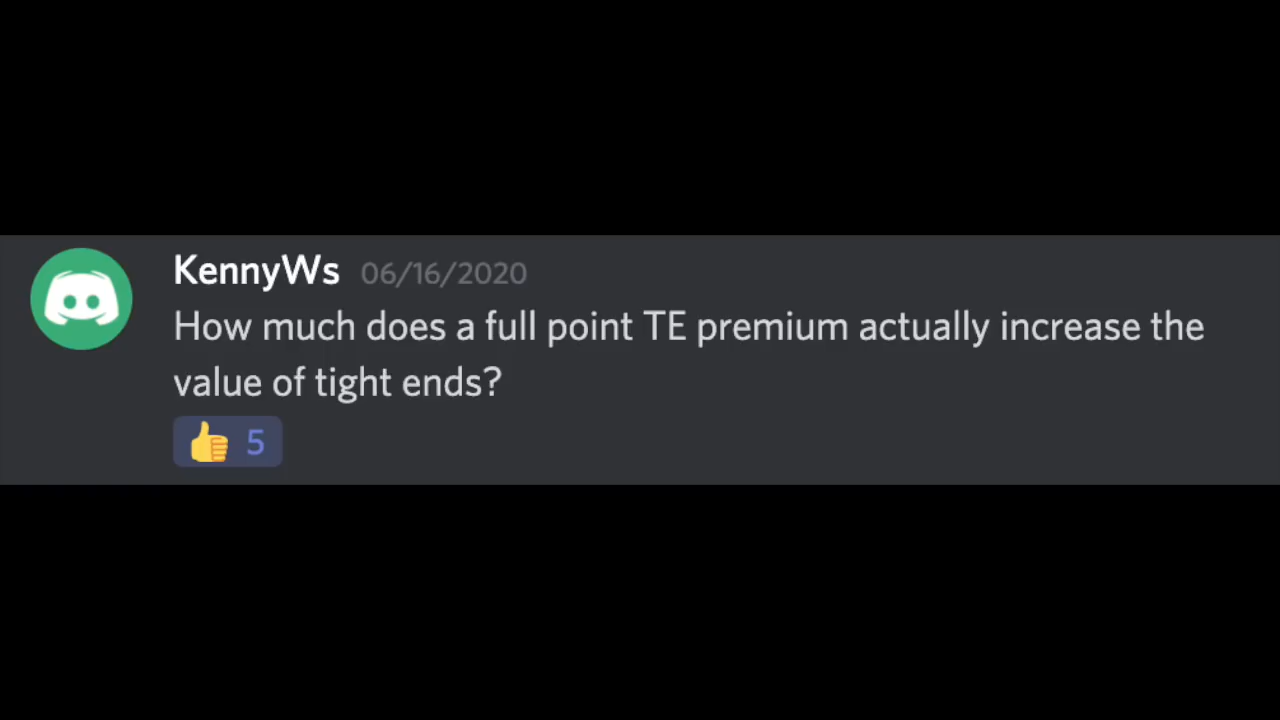 KennyWs 06/16/2020
How much does a full point TE premium actually increase the
value of tight ends?
👍 5